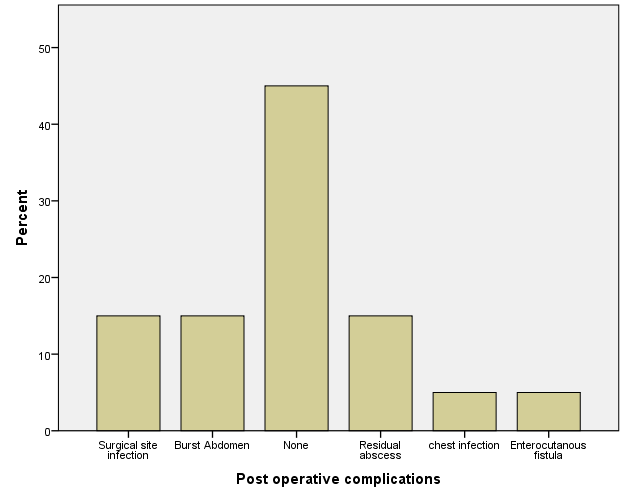 Percent
50
40
30
20
10
0
Surgical site
infection
Burst Abdomen
None
Residual
abscess
chest infection
Enterocutanous
fistula
Post operative complications